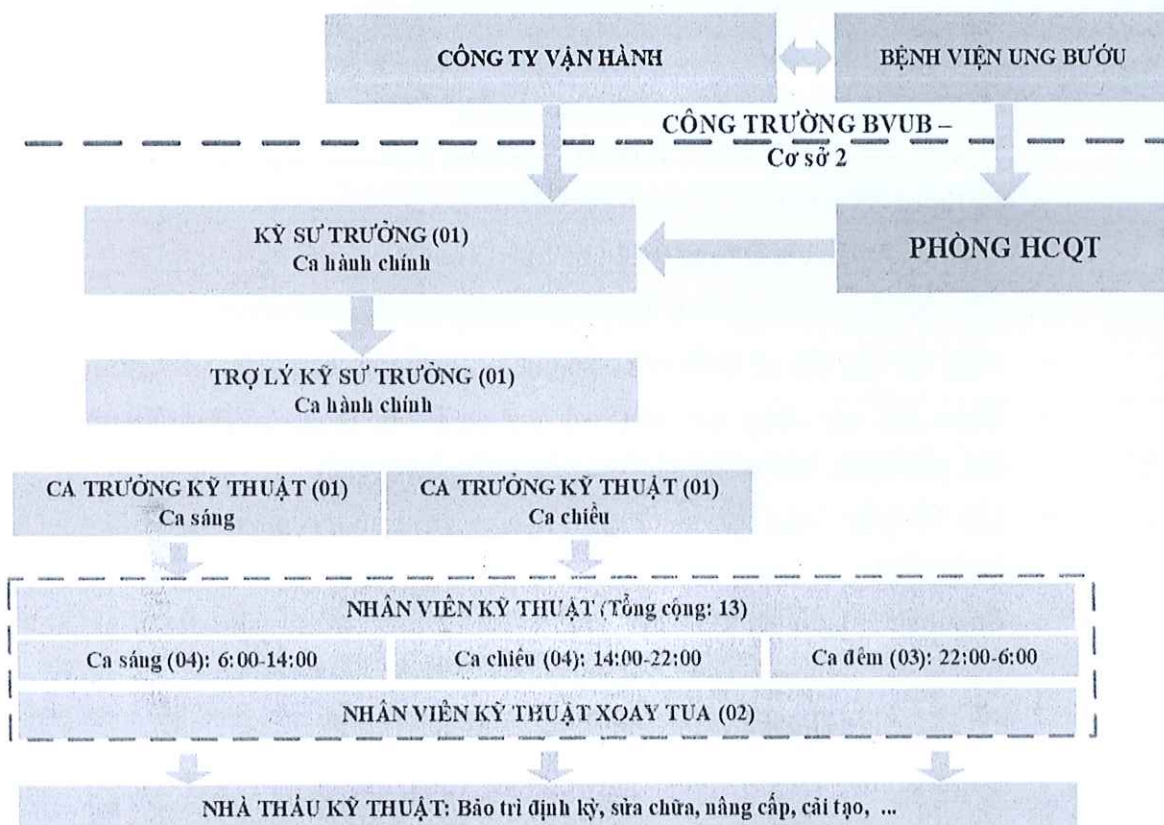 CÔNG TY VẬN HÀNH
BỆNH VIỆN UNG BƯỚU
CÔNG TRƯỜNG BVUB –
Cơ sở 2
KỸ SƯ TRƯỞNG (01)
Ca hành chính
PHÒNG HCQT
TRỢ LÝ KỸ SƯ TRƯỞNG (01)
Ca hành chính
CA TRƯỞNG KỸ THUẬT (01)
Ca sáng
CA TRƯỞNG KỸ THUẬT (01)
Ca chiều
NHÂN VIÊN KỸ THUẬT (Tổng cộng: 13)
Ca sáng (04): 6:00-14:00
Ca chiều (04): 14:00-22:00
Ca đêm (03): 22:00-6:00
NHÂN VIÊN KỸ THUẬT XOAY TUA (02)
NHÀ THẦU KỸ THUẬT: Bảo trì định kỳ, sửa chữa, nâng cấp, cải tạo, ...